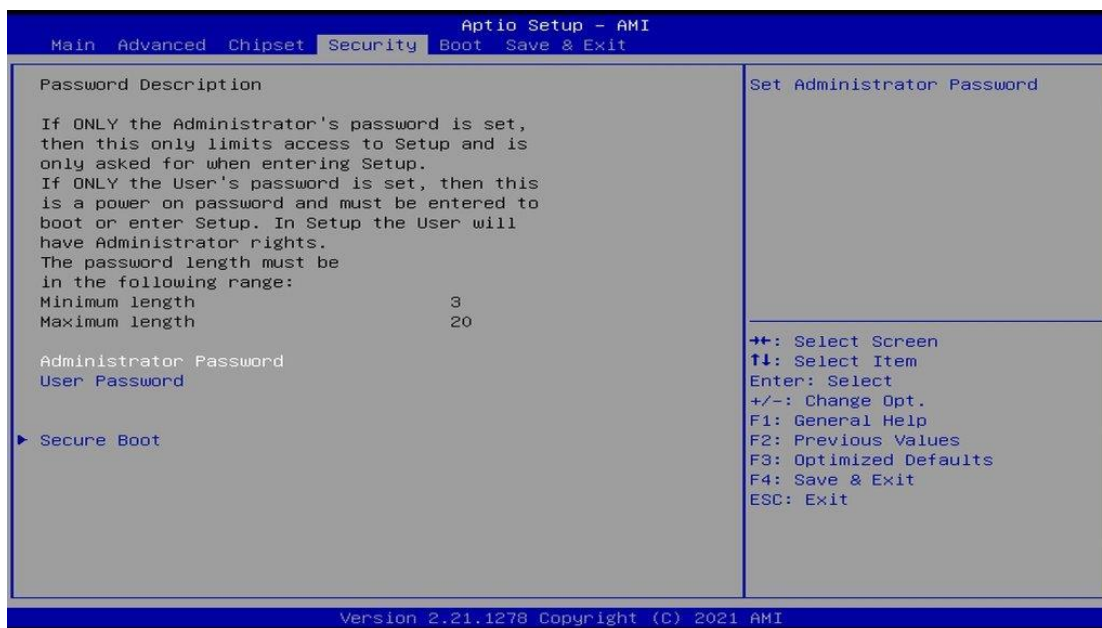 Aptio Setup – AMI
Main Advanced Chipset Security Boot Save & Exit
Password Description
If ONLY the Administrator's password is set,
then this only limits access to Setup and is
only asked for when entering Setup.
If ONLY the User's password is set, then this
is a power on password and must be entered to
boot or enter Setup. In Setup the User will
have Administrator rights.
The password length must be
in the following range:
Minimum length 3
Maximum length 20
Administrator Password
User Password
► Secure Boot
Set Administrator Password
→←: Select Screen
↑↓: Select Item
Enter: Select
+/-: Change Opt.
F1: General Help
F2: Previous Values
F3: Optimized Defaults
F4: Save & Exit
ESC: Exit
Version 2.21.1278 Copyright (C) 2021 AMI